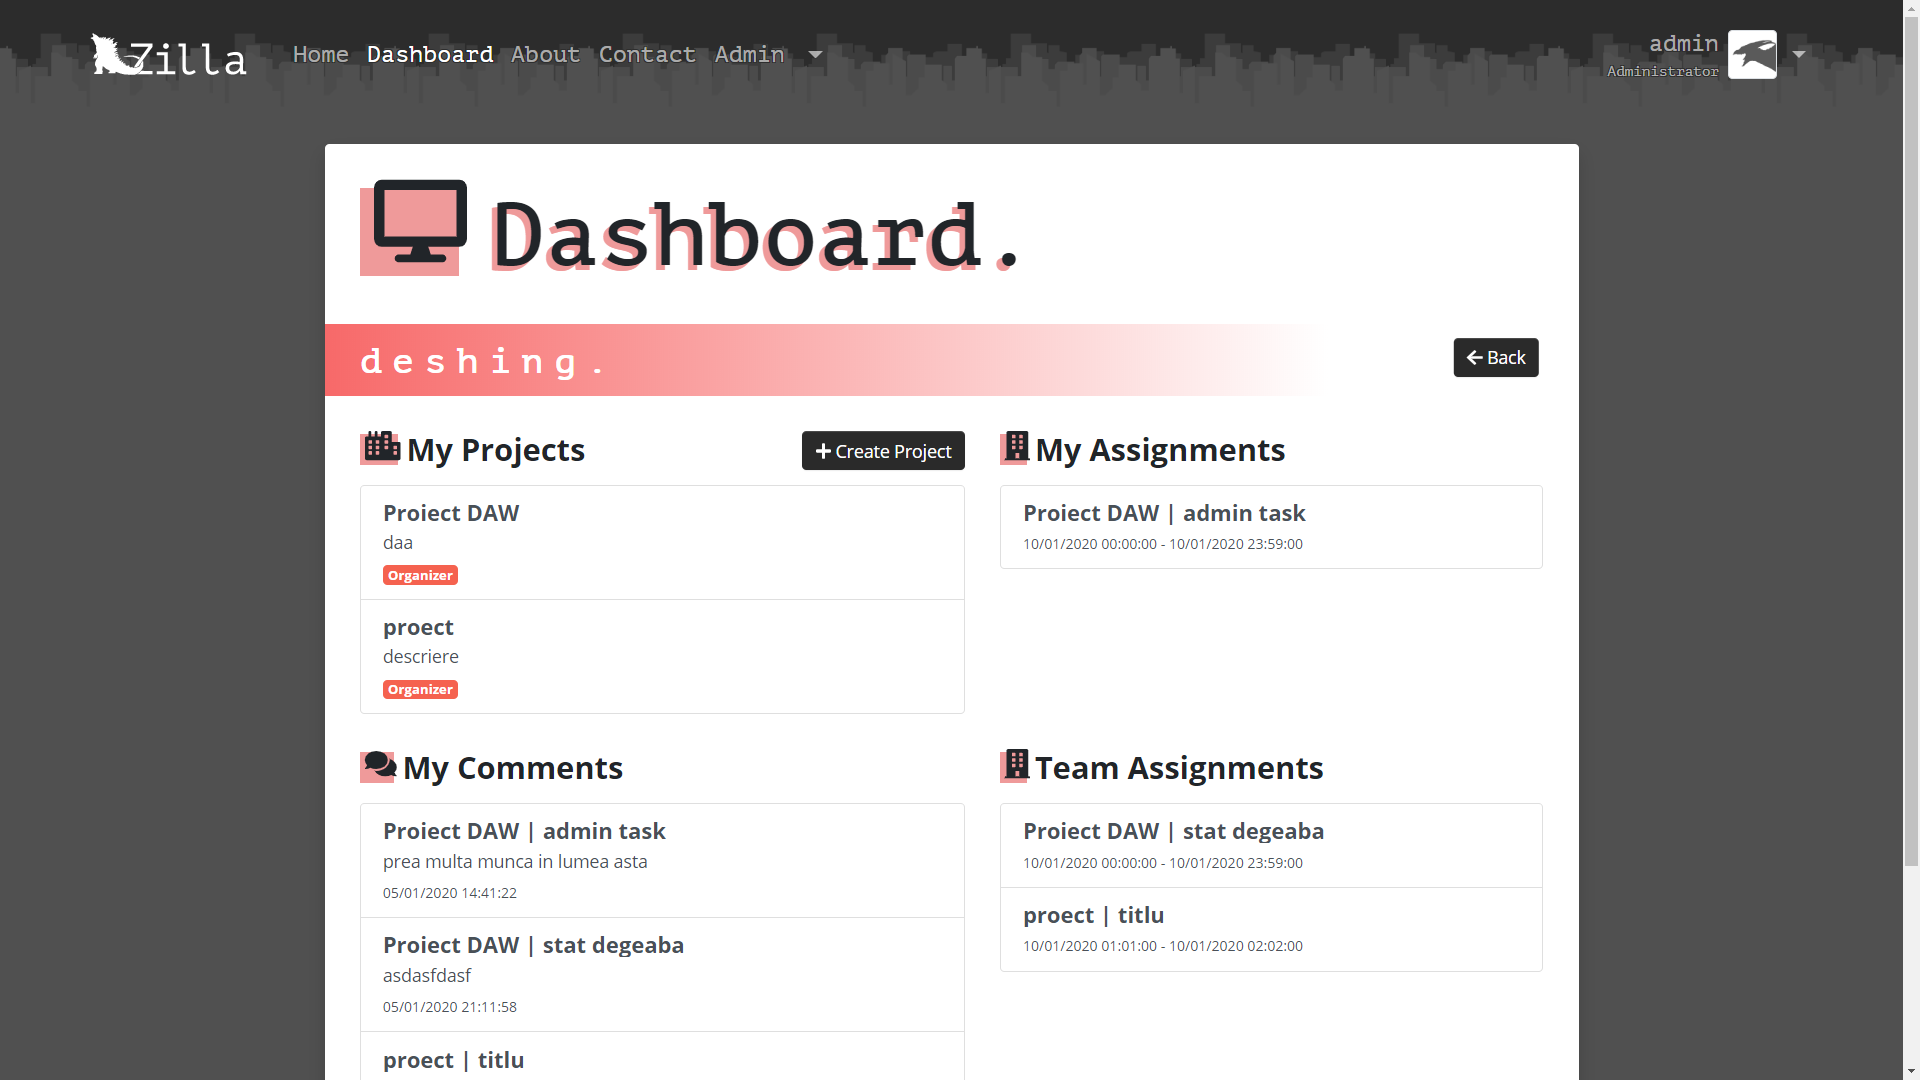 Zilla
Home Dashboard About Contact Admin
admin
Administrator
Dashboard.
deshing.
Back
My Projects
Create Project
Proiect DAW
daa
Organizer
proect
descriere
Organizer
My Assignments
Proiect DAW | admin task
10/01/2020 00:00:00 - 10/01/2020 23:59:00
My Comments
Proiect DAW | admin task
prea multa munca in lumea asta
05/01/2020 14:41:22
Proiect DAW | stat degeaba
asdasfdasf
05/01/2020 21:11:58
proect | titlu
Team Assignments
Proiect DAW | stat degeaba
10/01/2020 00:00:00 - 10/01/2020 23:59:00
proect | titlu
10/01/2020 01:01:00 - 10/01/2020 02:02:00